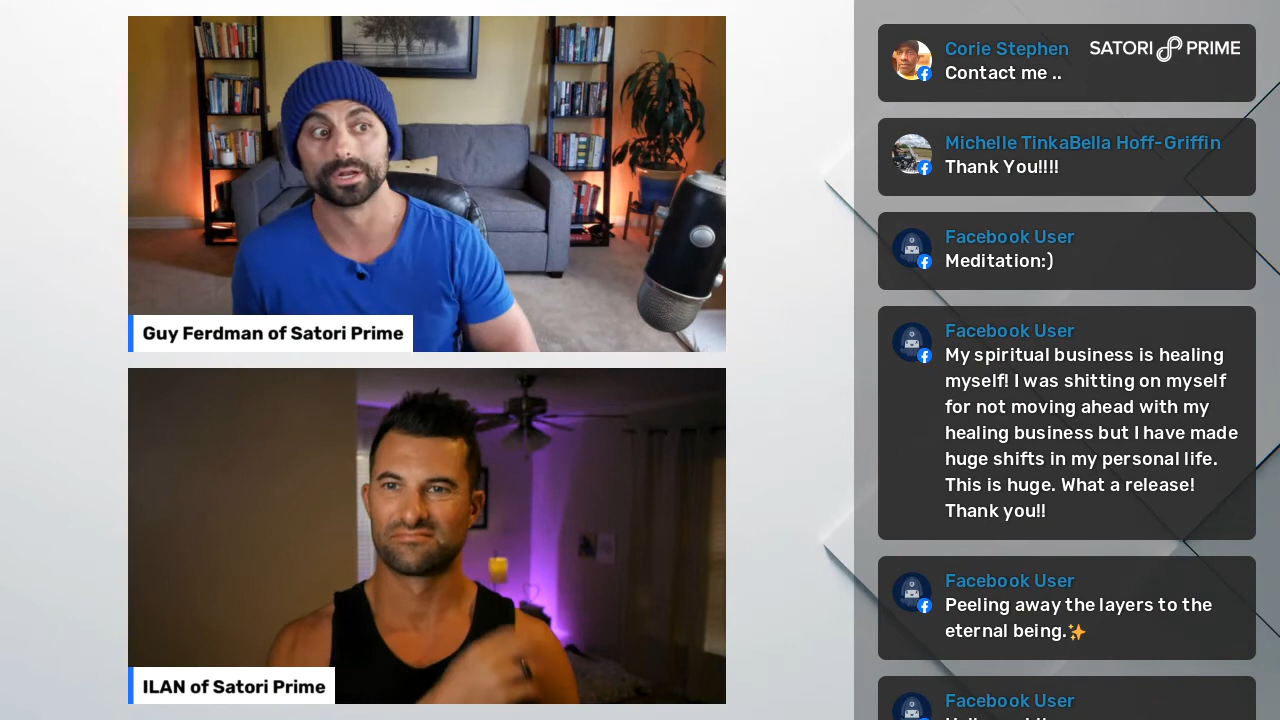 Guy Ferdman of Satori Prime
ILAN of Satori Prime
SATORI PRIME
Corie Stephen
Contact me ..
Michelle TinkaBella Hoff-Griffin
Thank You!!!!
Facebook User
Meditation:)
Facebook User
My spiritual business is healing
myself! I was shitting on myself
for not moving ahead with my
healing business but I have made
huge shifts in my personal life.
This is huge. What a release!
Thank you!!
Facebook User
Peeling away the layers to the
eternal being.✨
Facebook User